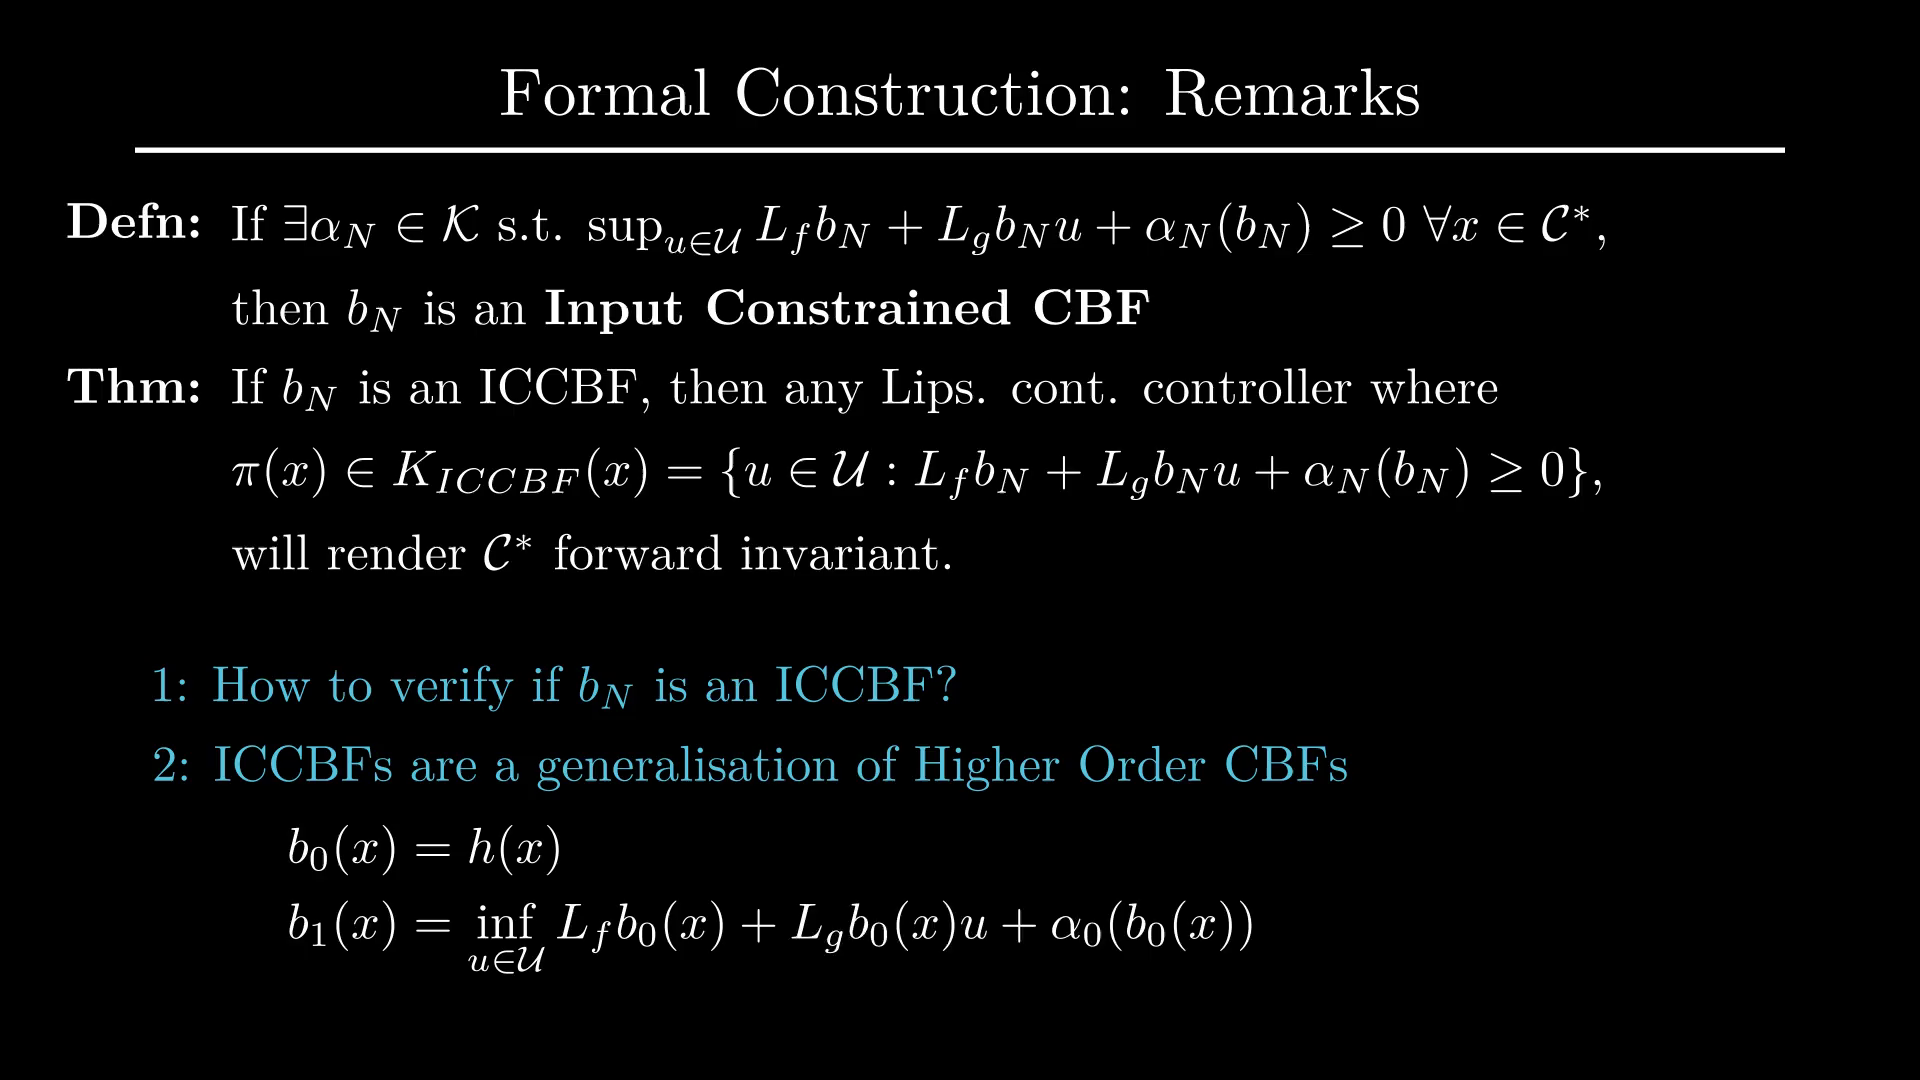 Formal Construction: Remarks
Defn: If ∃α_N ∈ 𝒦 s.t. sup_{u∈𝒰} L_f b_N + L_g b_N u + α_N(b_N) ≥ 0 ∀x ∈ 𝒞*,
then b_N is an Input Constrained CBF
Thm: If b_N is an ICCBF, then any Lips. cont. controller where
π(x) ∈ K_{ICCBF}(x) = {u ∈ 𝒰 : L_f b_N + L_g b_N u + α_N(b_N) ≥ 0},
will render 𝒞* forward invariant.
1: How to verify if b_N is an ICCBF?
2: ICCBFs are a generalisation of Higher Order CBFs
b_0(x) = h(x)
b_1(x) = inf_{u∈𝒰} L_f b_0(x) + L_g b_0(x)u + α_0(b_0(x))